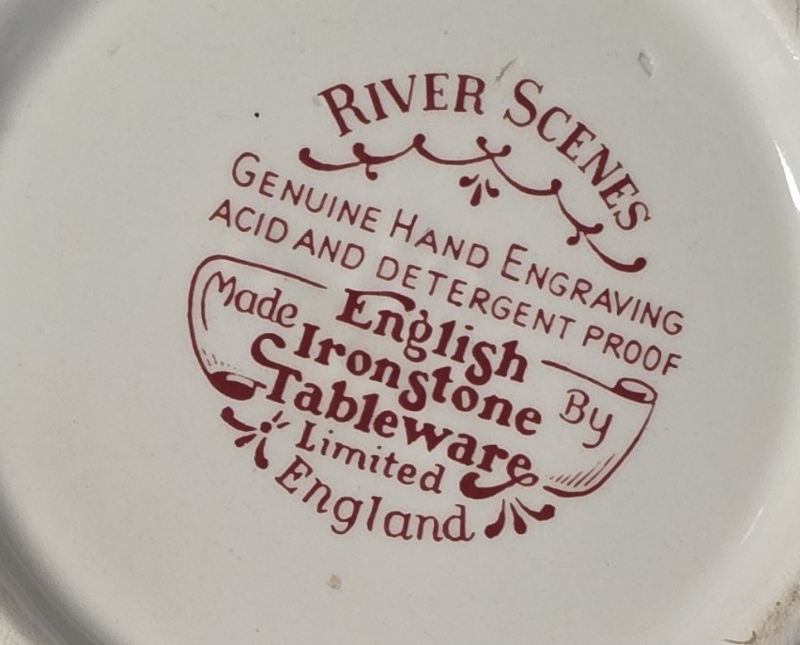 RIVER SCENES
GENUINE HAND ENGRAVING
ACID AND DETERGENT PROOF
Made English By
Ironstone
Tableware
Limited
England